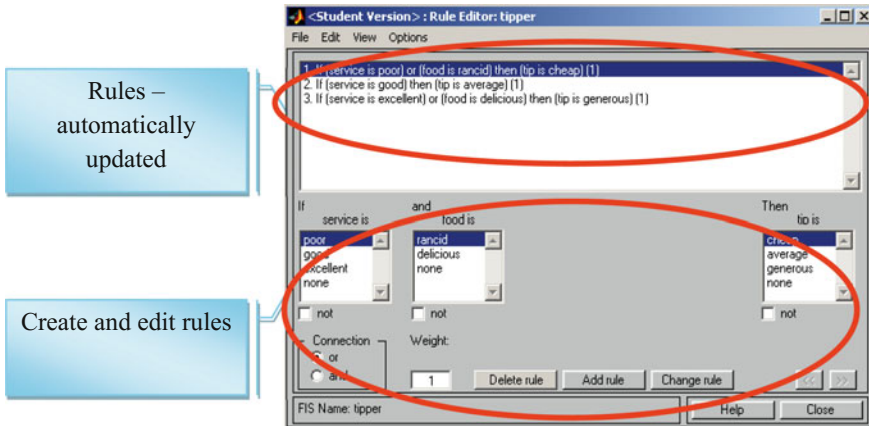 <Student Version> : Rule Editor: tipper
File Edit View Options
Rules –
automatically
updated
1. If (service is poor) or (food is rancid) then (tip is cheap) (1)
2. If (service is good) then (tip is average) (1)
3. If (service is excellent) or (food is delicious) then (tip is generous) (1)
If and Then
service is food is tip is
poor rancid cheap
good delicious average
excellent none generous
none none
not not not
Create and edit rules
Connection Weight:
or
and 1 Delete rule Add rule Change rule << >>
FIS Name: tipper Help Close